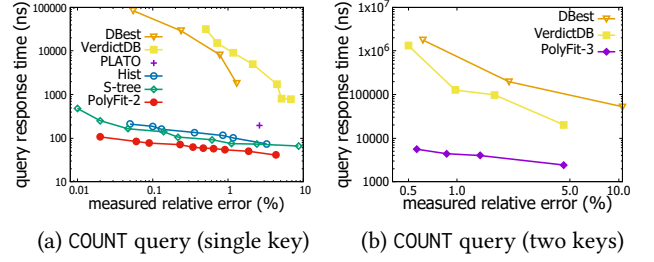 query response time (ns)
100000
10000
1000
100
10
DBest
VerdictDB
PLATO
Hist
S-tree
PolyFit-2
0.01
0.1
1
10
measured relative error (%)
(a) COUNT query (single key)
query response time (ns)
1x10^7
1x10^6
100000
10000
1000
DBest
VerdictDB
PolyFit-3
0.5
1.0
5.0
10.0
measured relative error (%)
(b) COUNT query (two keys)